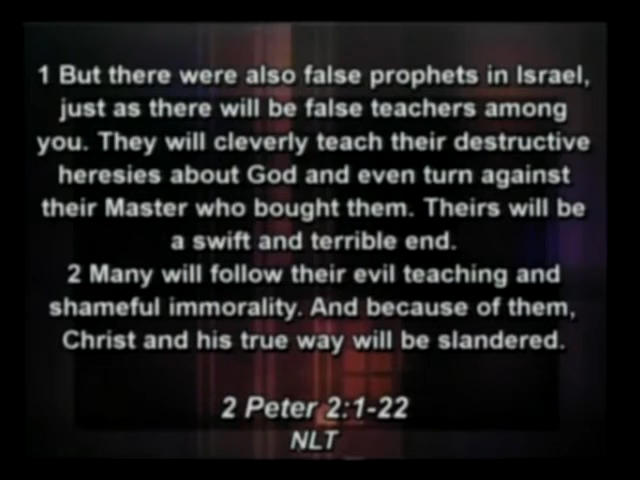 1 But there were also false prophets in Israel,
just as there will be false teachers among
you. They will cleverly teach their destructive
heresies about God and even turn against
their Master who bought them. Theirs will be
a swift and terrible end.
2 Many will follow their evil teaching and
shameful immorality. And because of them,
Christ and his true way will be slandered.
2 Peter 2:1-22
NLT